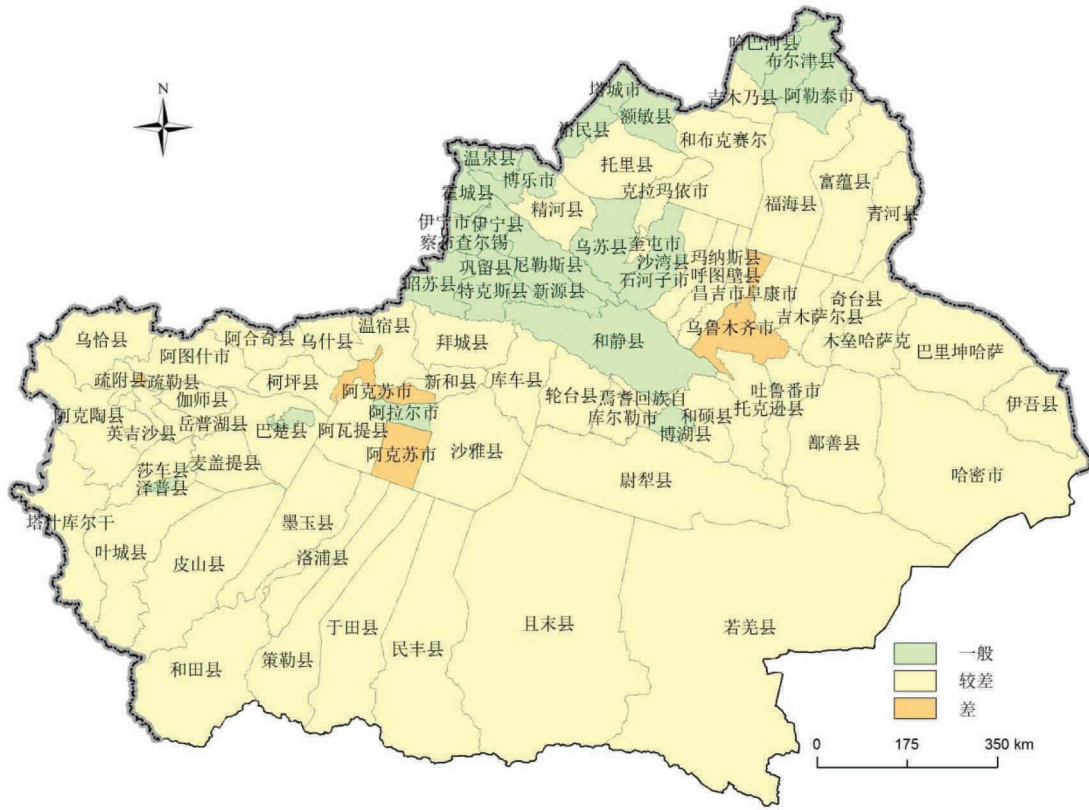 N
哈巴河县
布尔津县
塔城市
吉木乃县
阿勒泰市
额敏县
裕民县
和布克赛尔
温泉县
托里县
富蕴县
博乐市
克拉玛依市
霍城县
福海县
精河县
青河县
伊宁市
伊宁县
乌苏县
奎屯市
察布查尔锡
玛纳斯县
沙湾县
巩留县
尼勒斯县
呼图壁县
石河子市
昭苏县
特克斯县
新源县
昌吉市
阜康市
奇台县
吉木萨尔县
温宿县
乌鲁木齐市
乌恰县
阿合奇县
乌什县
拜城县
和静县
木垒哈萨克
巴里坤哈萨
阿图什市
疏附县
疏勒县
柯坪县
阿克苏市
新和县
库车县
吐鲁番市
轮台县
焉耆回族自
伽师县
伊吾县
阿克陶县
岳普湖县
阿拉尔市
库尔勒市
和硕县
托克逊县
英吉沙县
巴楚县
阿瓦提县
博湖县
鄯善县
阿克苏市
沙雅县
莎车县
麦盖提县
尉犁县
哈密市
泽普县
塔什库尔干
墨玉县
叶城县
皮山县
洛浦县
于田县
且末县
若羌县
民丰县
和田县
策勒县
一般
较差
差
0 175 350 km